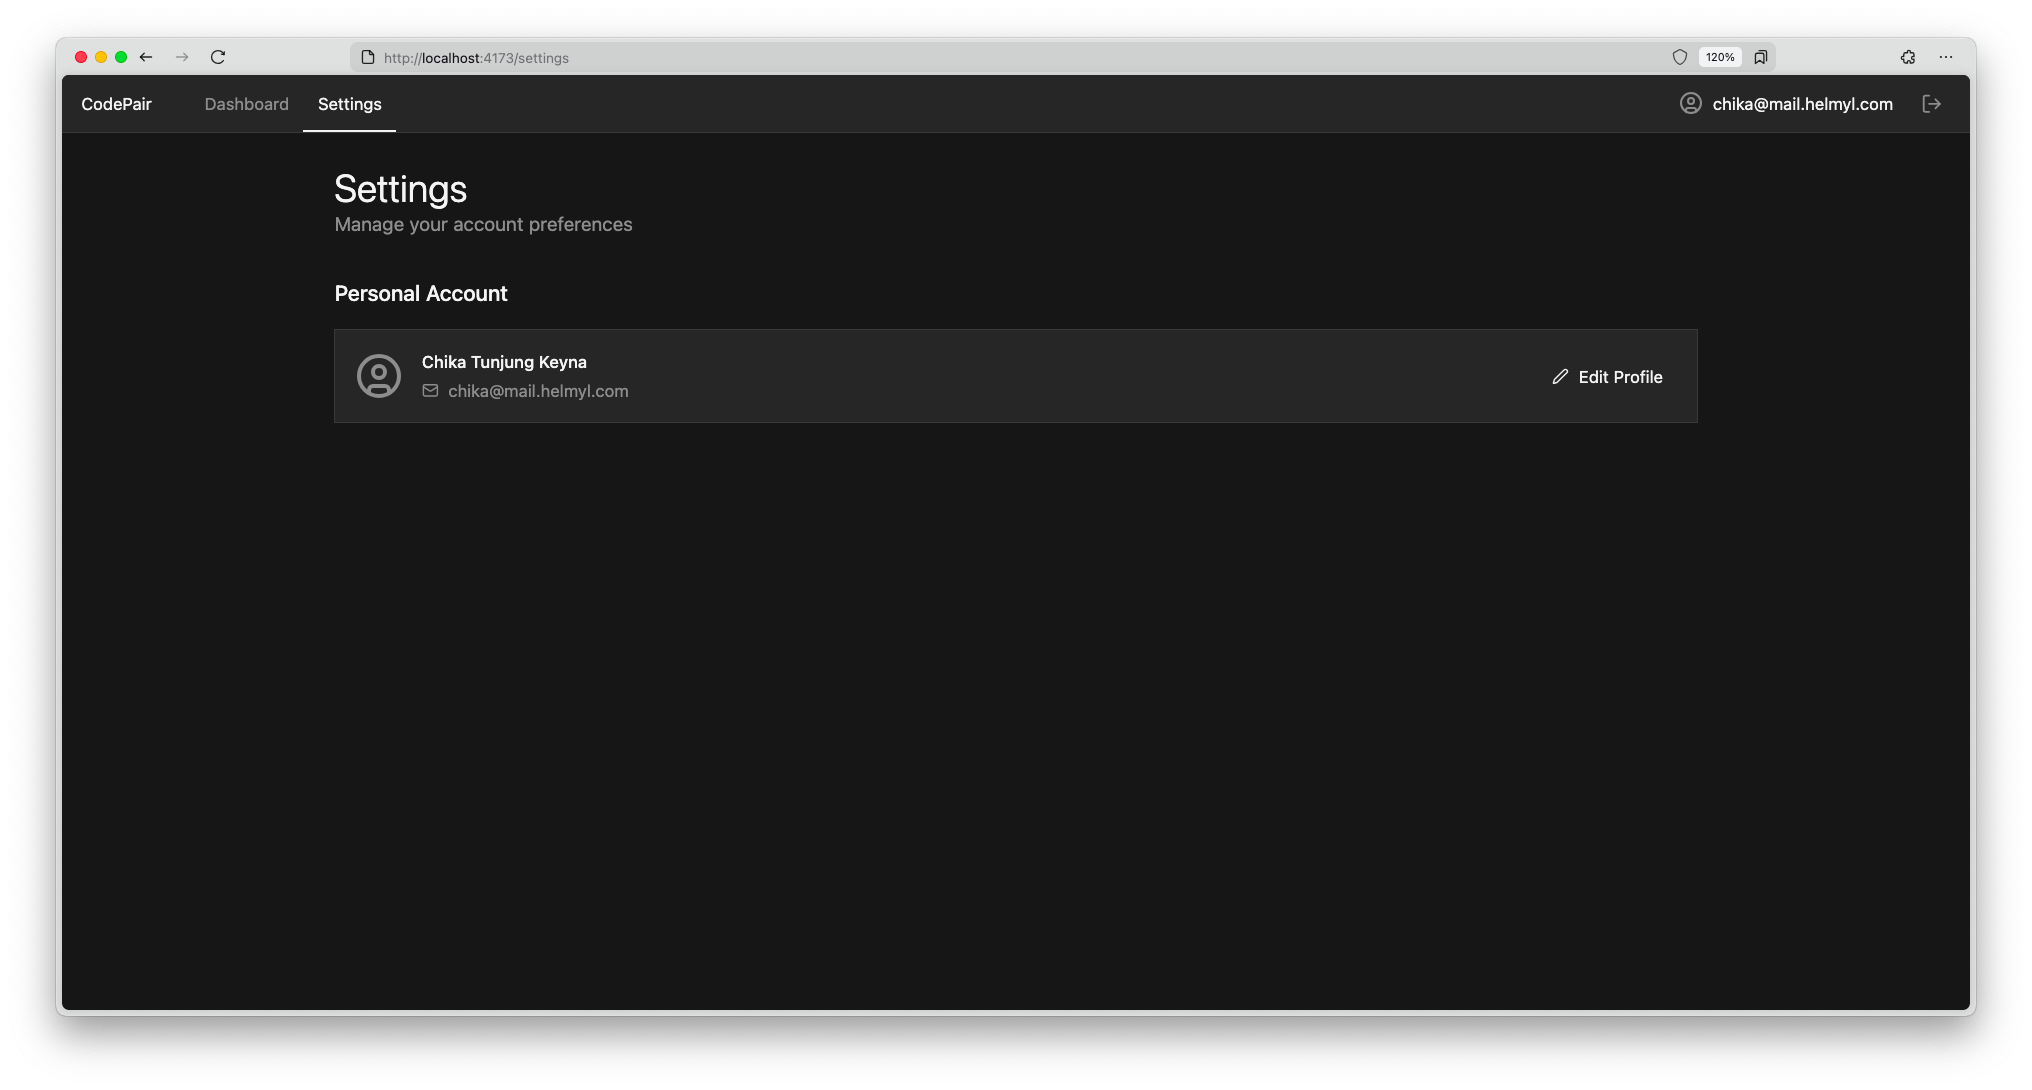 http://localhost:4173/settings
120%
CodePair
Dashboard
Settings
chika@mail.helmyl.com
Settings
Manage your account preferences
Personal Account
Chika Tunjung Keyna
chika@mail.helmyl.com
Edit Profile